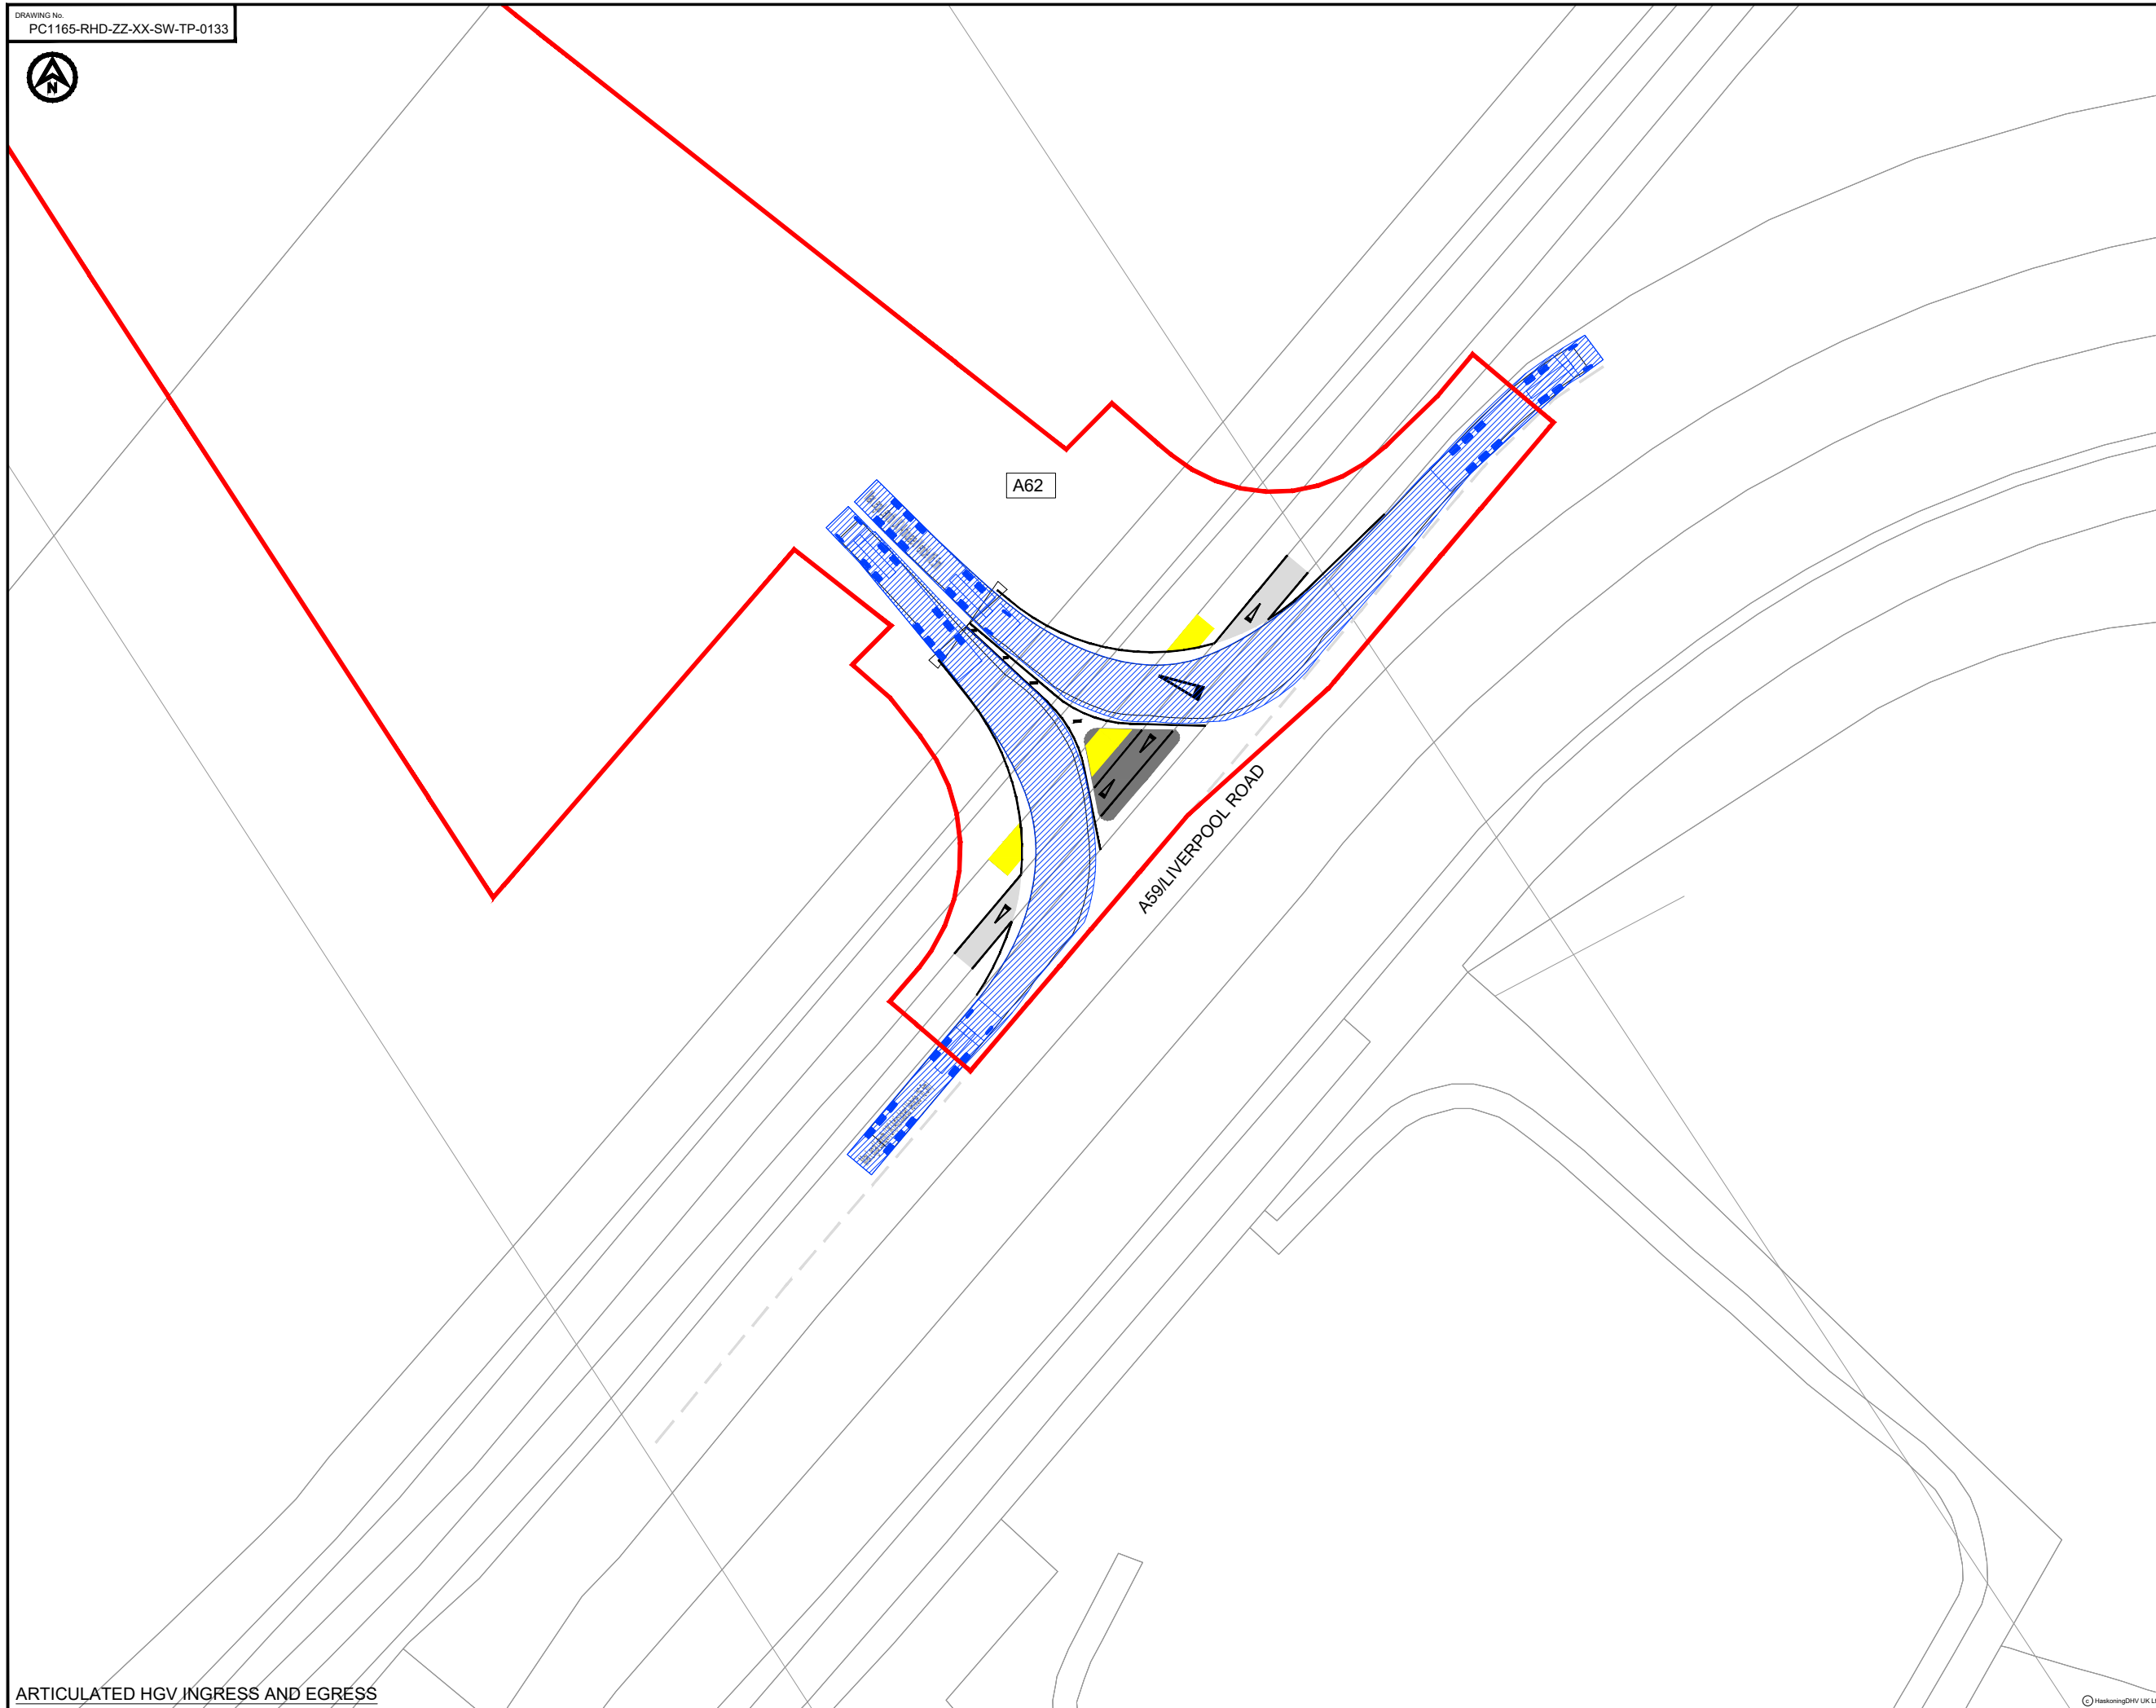 DRAWING No.
PC1165-RHD-ZZ-XX-SW-TP-0133
N
A62
A59/LIVERPOOL ROAD
ARTICULATED HGV INGRESS AND EGRESS
© HaskoningDHV UK